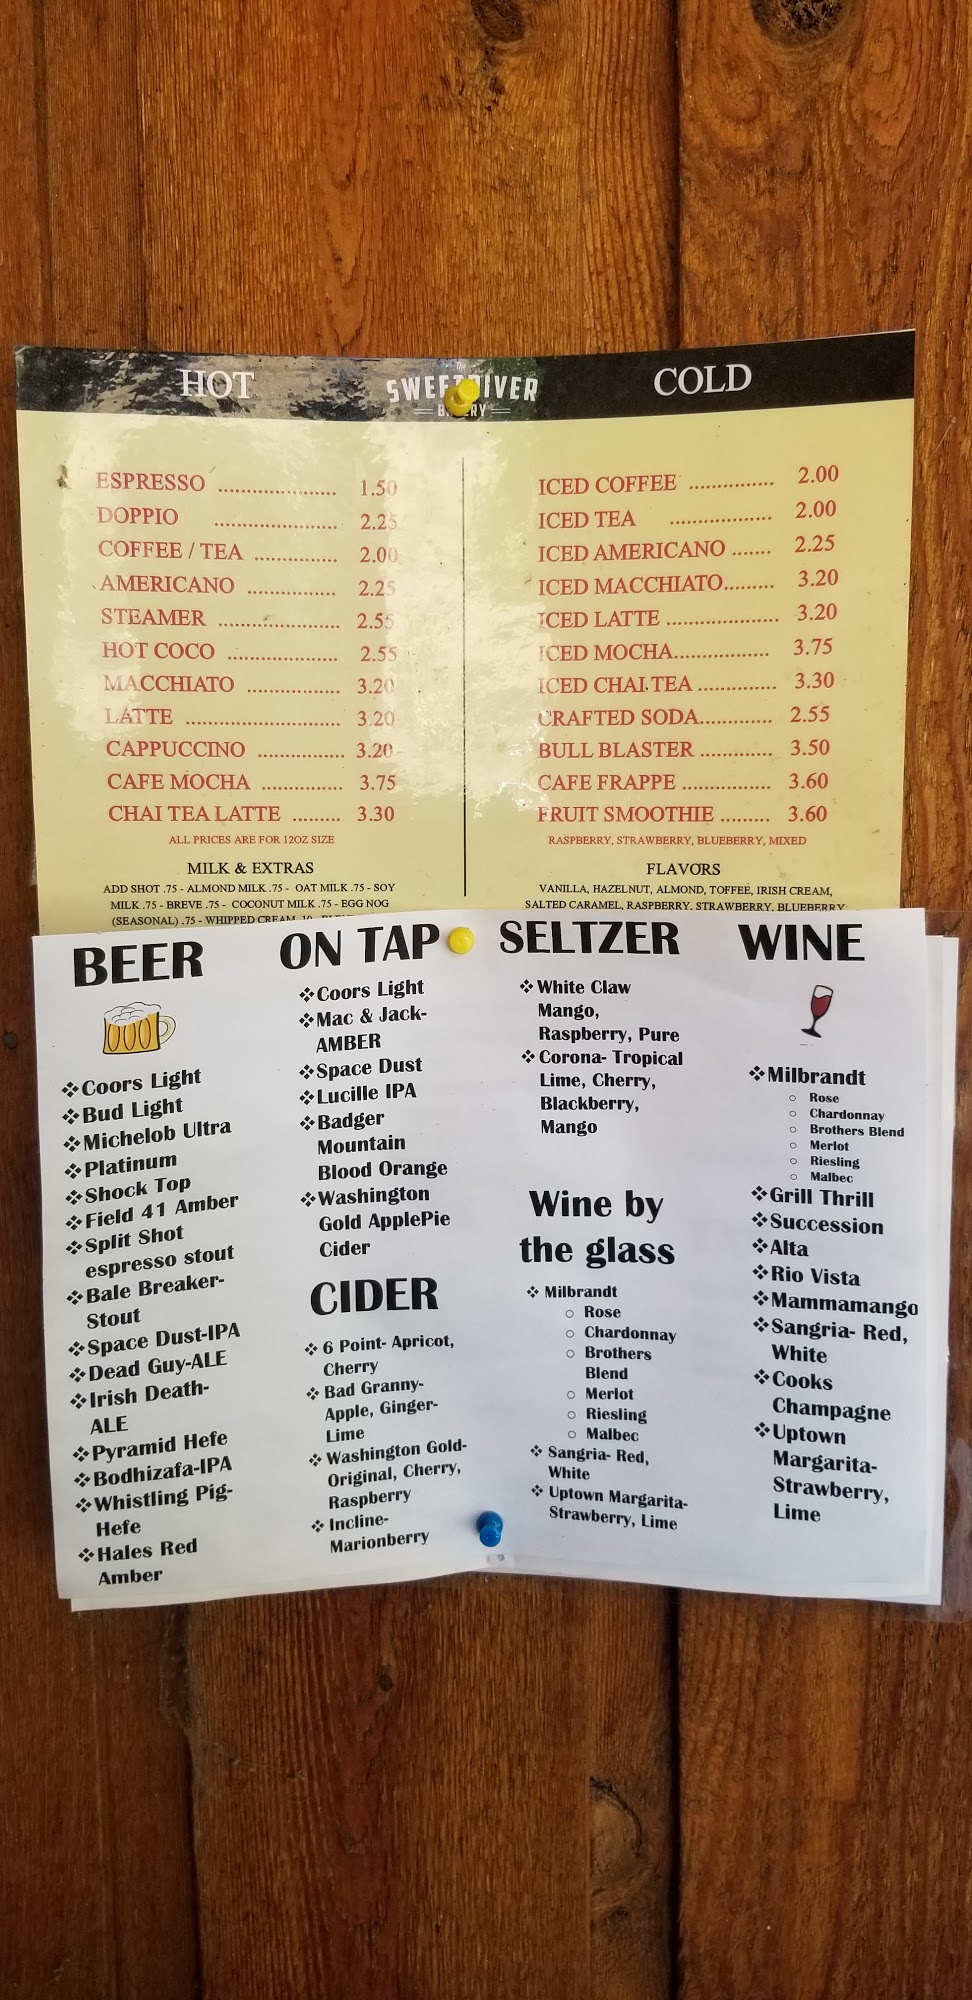 HOT
COLD
ESPRESSO ...................... 1.50
DOPPIO ....................... 2.25
COFFEE / TEA ................ 2.00
AMERICANO ................. 2.25
STEAMER ....................... 2.55
HOT COCO ..................... 2.55
MACCHIATO .................. 3.20
LATTE ............................. 3.20
CAPPUCCINO ................ 3.20
CAFE MOCHA ............... 3.75
CHAI TEA LATTE ......... 3.30
ALL PRICES ARE FOR 12OZ SIZE
MILK & EXTRAS
ADD SHOT .75 - ALMOND MILK .75 - OAT MILK .75 - SOY
MILK .75 - BREVE .75 - COCONUT MILK .75 - EGG NOG
(SEASONAL) .75 - WHIPPED CREAM
ICED COFFEE ................ 2.00
ICED TEA ................... 2.00
ICED AMERICANO ....... 2.25
ICED MACCHIATO......... 3.20
ICED LATTE .................... 3.20
ICED MOCHA.................. 3.75
ICED CHAI TEA ............... 3.30
CRAFTED SODA.............. 2.55
BULL BLASTER .............. 3.50
CAFE FRAPPE ................. 3.60
FRUIT SMOOTHIE ......... 3.60
RASPBERRY, STRAWBERRY, BLUEBERRY, MIXED
FLAVORS
VANILLA, HAZELNUT, ALMOND, TOFFEE, IRISH CREAM,
SALTED CARAMEL, RASPBERRY, STRAWBERRY, BLUEBERRY
BEER
❖Coors Light
❖Bud Light
❖Michelob Ultra
❖Platinum
❖Shock Top
❖Field 41 Amber
❖Split Shot
espresso stout
❖Bale Breaker-
Stout
❖Space Dust-IPA
❖Dead Guy-ALE
❖Irish Death-
ALE
❖Pyramid Hefe
❖Bodhizafa-IPA
❖Whistling Pig-
Hefe
❖Hales Red
Amber
ON TAP
❖Coors Light
❖Mac & Jack-
AMBER
❖Space Dust
❖Lucille IPA
❖Badger
Mountain
Blood Orange
❖Washington
Gold ApplePie
Cider
CIDER
❖ 6 Point- Apricot,
Cherry
❖ Bad Granny-
Apple, Ginger-
Lime
❖ Washington Gold-
Original, Cherry,
Raspberry
❖ Incline-
Marionberry
SELTZER
❖White Claw
Mango,
Raspberry, Pure
❖Corona- Tropical
Lime, Cherry,
Blackberry,
Mango
Wine by
the glass
❖ Milbrandt
○ Rose
○ Chardonnay
○ Brothers
Blend
○ Merlot
○ Riesling
○ Malbec
❖ Sangria- Red,
White
❖ Uptown Margarita-
Strawberry, Lime
WINE
❖Milbrandt
○ Rose
○ Chardonnay
○ Brothers Blend
○ Merlot
○ Riesling
○ Malbec
❖Grill Thrill
❖Succession
❖Alta
❖Rio Vista
❖Mammamango
❖Sangria- Red,
White
❖Cooks
Champagne
❖Uptown
Margarita-
Strawberry,
Lime